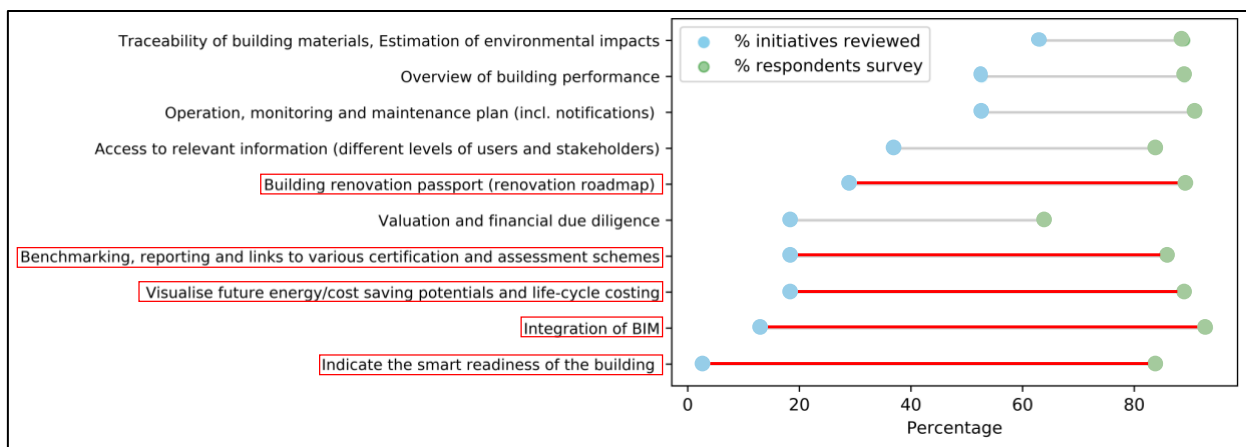 Traceability of building materials, Estimation of environmental impacts
Overview of building performance
Operation, monitoring and maintenance plan (incl. notifications)
Access to relevant information (different levels of users and stakeholders)
Building renovation passport (renovation roadmap)
Valuation and financial due diligence
Benchmarking, reporting and links to various certification and assessment schemes
Visualise future energy/cost saving potentials and life-cycle costing
Integration of BIM
Indicate the smart readiness of the building
% initiatives reviewed
% respondents survey
0 20 40 60 80
Percentage